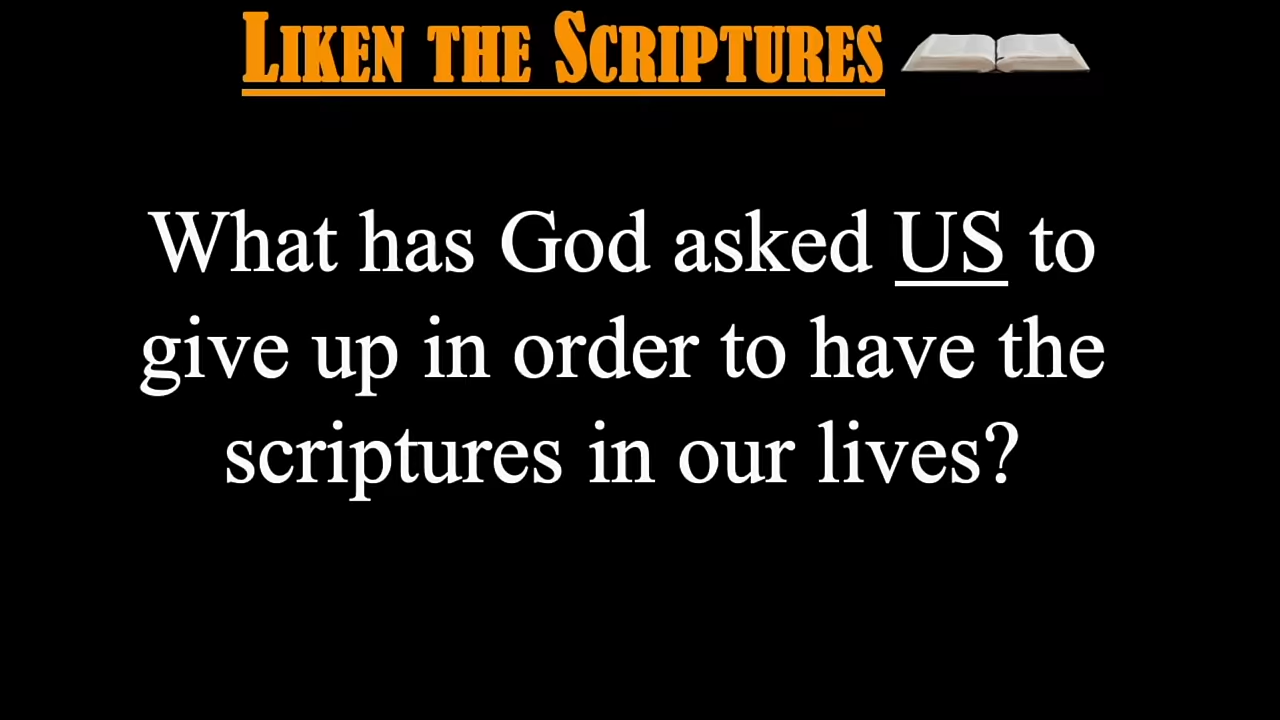 LIKEN THE SCRIPTURES
What has God asked US to
give up in order to have the
scriptures in our lives?